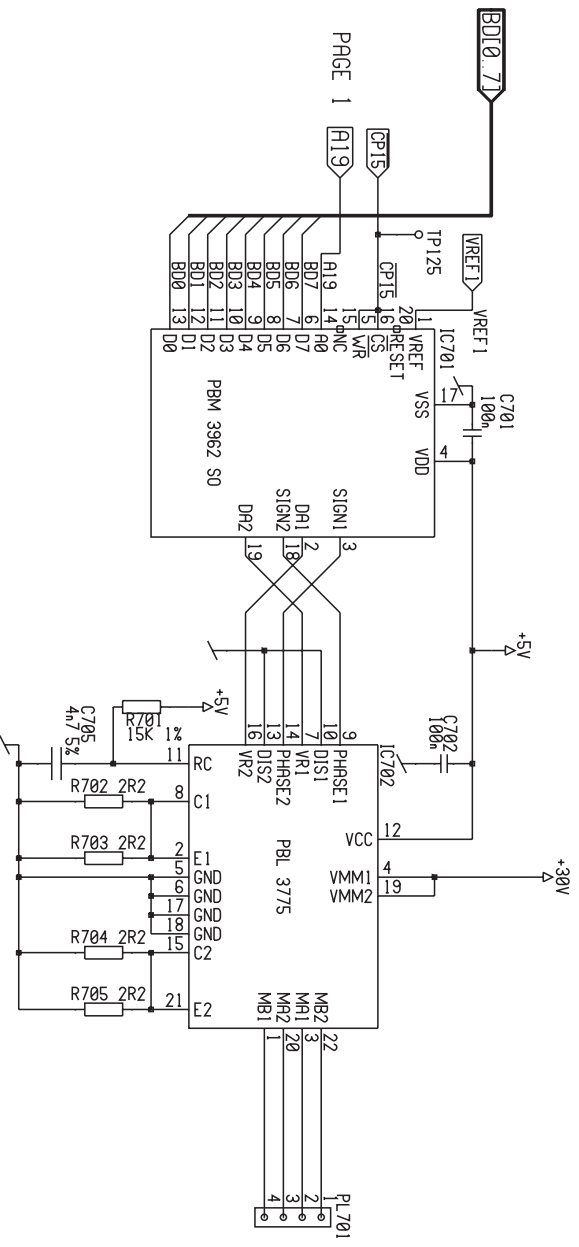 BD[0..7]
PAGE 1
A19
CP15
TP125
VREF1
VREF1
BD0
BD1
BD2
BD3
BD4
BD5
BD6
BD7
A19
CP15
13
12
11
10
9
8
7
6
14
15
5
16
20
1
D0
D1
D2
D3
D4
D5
D6
D7
A0
NC
WR
CS
RESET
VREF
IC701
PBM 3962 SO
VSS
17
VDD
4
C701
100n
DA2
SIGN2
DA1
SIGN1
19
18
2
3
+5V
+5V
R701
15K 1%
C705
4n7 5%
C702
100n
IC702
16
13
14
7
10
9
VR2
DIS2
PHASE2
VR1
DIS1
PHASE1
11 RC
R702 2R2
8 C1
R703 2R2
2 E1
5 GND
6 GND
17 GND
18 GND
R704 2R2
15 C2
R705 2R2
21 E2
PBL 3775
VCC 12
VMM1 4
VMM2 19
+30V
MB1
MA2
MA1
MB2
1
20
3
22
4
3
2
1
PL701